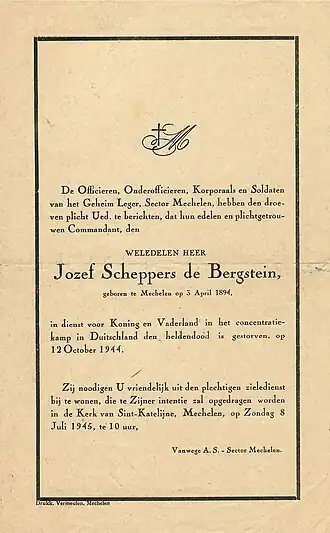 M
De Officieren, Onderofficieren, Korporaals en Soldaten
van het Geheim Leger, Sector Mechelen, hebben den droe-
ven plicht Ued. te berichten, dat hun edelen en plichtgetrou-
wen Commandant, den
WELEDELEN HEER
Jozef Scheppers de Bergstein,
geboren te Mechelen op 3 April 1894,
in dienst voor Koning en Vaderland in het concentratie-
kamp in Duitschland den heldendood is gestorven. op
12 October 1944.
Zij noodigen U vriendelijk uit den plechtigen zieledienst
bij te wonen, die te Zijner intentie zal opgedragen worden
in de Kerk van Sint-Katelijne, Mechelen, op Zondag 8
Juli 1945, te 10 uur,
Vanwege A. S. - Sector Mechelen.
Drukk. Vermeulen, Mechelen